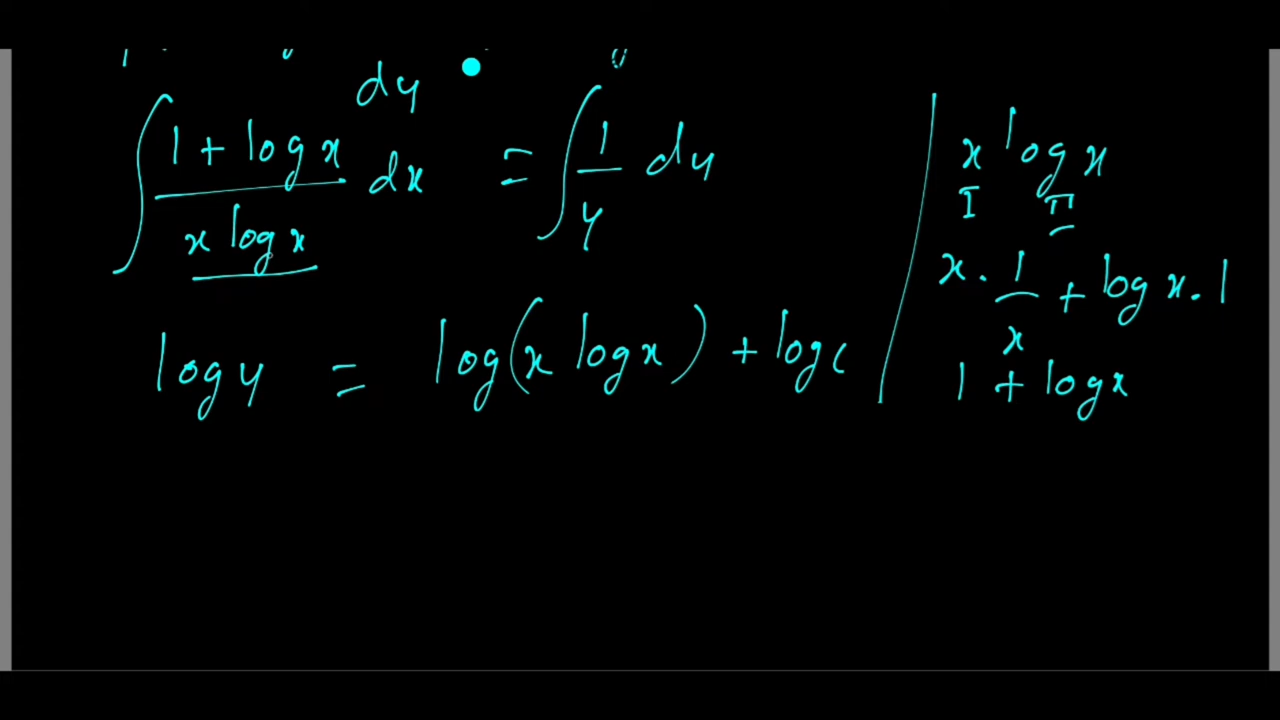 dy
∫ (1 + log x)/(x log x) dx = ∫ 1/y dy
log y = log(x log x) + log c
x log x
I II
x · 1/x + log x · 1
1 + log x